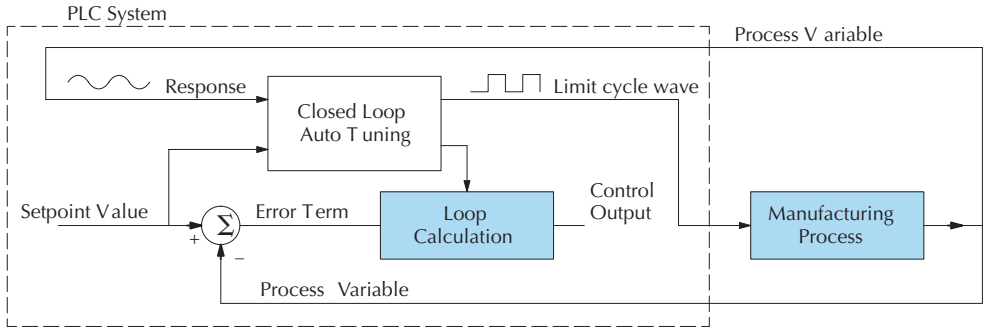 PLC System
Process V ariable
Response
Limit cycle wave
Closed Loop
Auto T uning
Setpoint Value
Error Term
Loop
Calculation
Control
Output
Manufacturing
Process
+
Σ
–
Process Variable